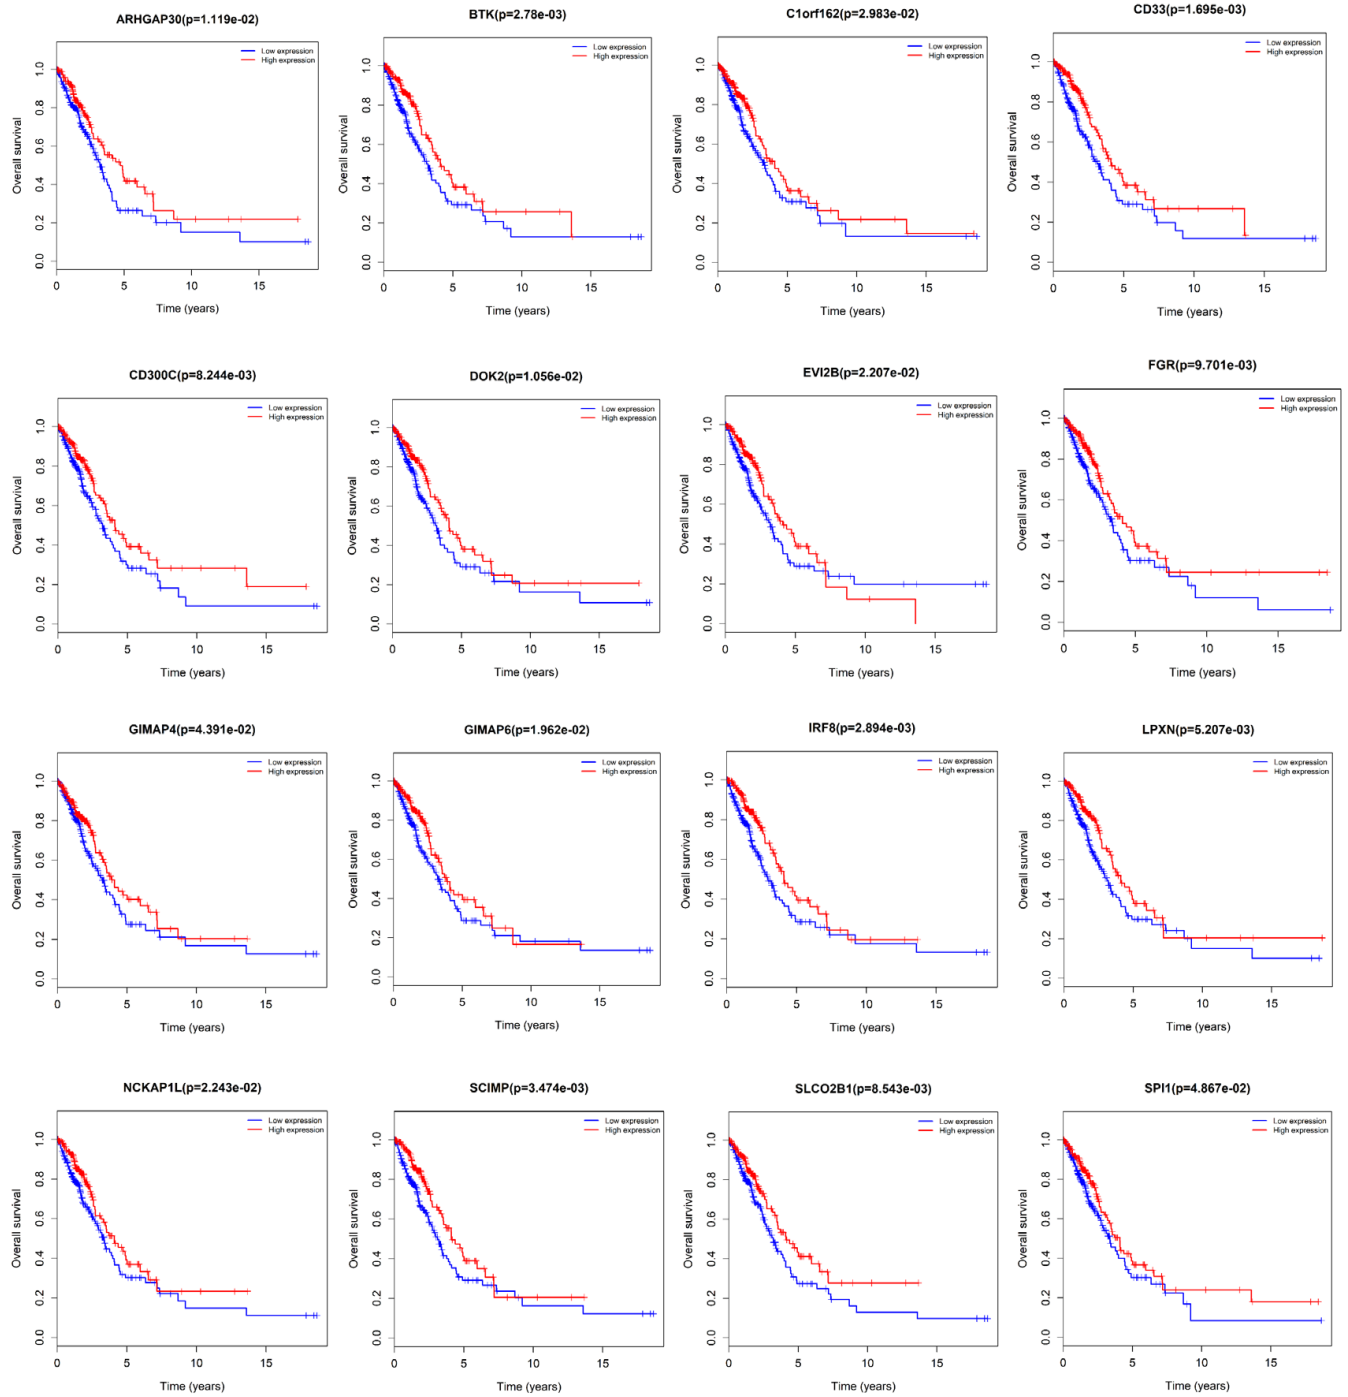 ARHGAP30(p=1.119e-02)
Low expression
High expression
Overall survival
0.0 0.2 0.4 0.6 0.8 1.0
0 5 10 15
Time (years)
BTK(p=2.78e-03)
Low expression
High expression
Overall survival
0.0 0.2 0.4 0.6 0.8 1.0
0 5 10 15
Time (years)
C1orf162(p=2.983e-02)
Low expression
High expression
Overall survival
0.0 0.2 0.4 0.6 0.8 1.0
0 5 10 15
Time (years)
CD33(p=1.695e-03)
Low expression
High expression
Overall survival
0.0 0.2 0.4 0.6 0.8 1.0
0 5 10 15
Time (years)
CD300C(p=8.244e-03)
Low expression
High expression
Overall survival
0.0 0.2 0.4 0.6 0.8 1.0
0 5 10 15
Time (years)
DOK2(p=1.056e-02)
Low expression
High expression
Overall survival
0.0 0.2 0.4 0.6 0.8 1.0
0 5 10 15
Time (years)
EVI2B(p=2.207e-02)
Low expression
High expression
Overall survival
0.0 0.2 0.4 0.6 0.8 1.0
0 5 10 15
Time (years)
FGR(p=9.701e-03)
Low expression
High expression
Overall survival
0.0 0.2 0.4 0.6 0.8 1.0
0 5 10 15
Time (years)
GIMAP4(p=4.391e-02)
Low expression
High expression
Overall survival
0.0 0.2 0.4 0.6 0.8 1.0
0 5 10 15
Time (years)
GIMAP6(p=1.962e-02)
Low expression
High expression
Overall survival
0.0 0.2 0.4 0.6 0.8 1.0
0 5 10 15
Time (years)
IRF8(p=2.894e-03)
Low expression
High expression
Overall survival
0.0 0.2 0.4 0.6 0.8 1.0
0 5 10 15
Time (years)
LPXN(p=5.207e-03)
Low expression
High expression
Overall survival
0.0 0.2 0.4 0.6 0.8 1.0
0 5 10 15
Time (years)
NCKAP1L(p=2.243e-02)
Low expression
High expression
Overall survival
0.0 0.2 0.4 0.6 0.8 1.0
0 5 10 15
Time (years)
SCIMP(p=3.474e-03)
Low expression
High expression
Overall survival
0.0 0.2 0.4 0.6 0.8 1.0
0 5 10 15
Time (years)
SLCO2B1(p=8.543e-03)
Low expression
High expression
Overall survival
0.0 0.2 0.4 0.6 0.8 1.0
0 5 10 15
Time (years)
SPI1(p=4.867e-02)
Low expression
High expression
Overall survival
0.0 0.2 0.4 0.6 0.8 1.0
0 5 10 15
Time (years)